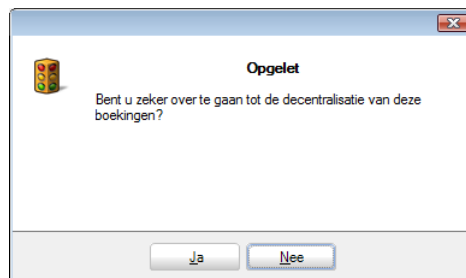 Opgelet
Bent u zeker over te gaan tot de decentralisatie van deze
boekingen?
Ja
Nee